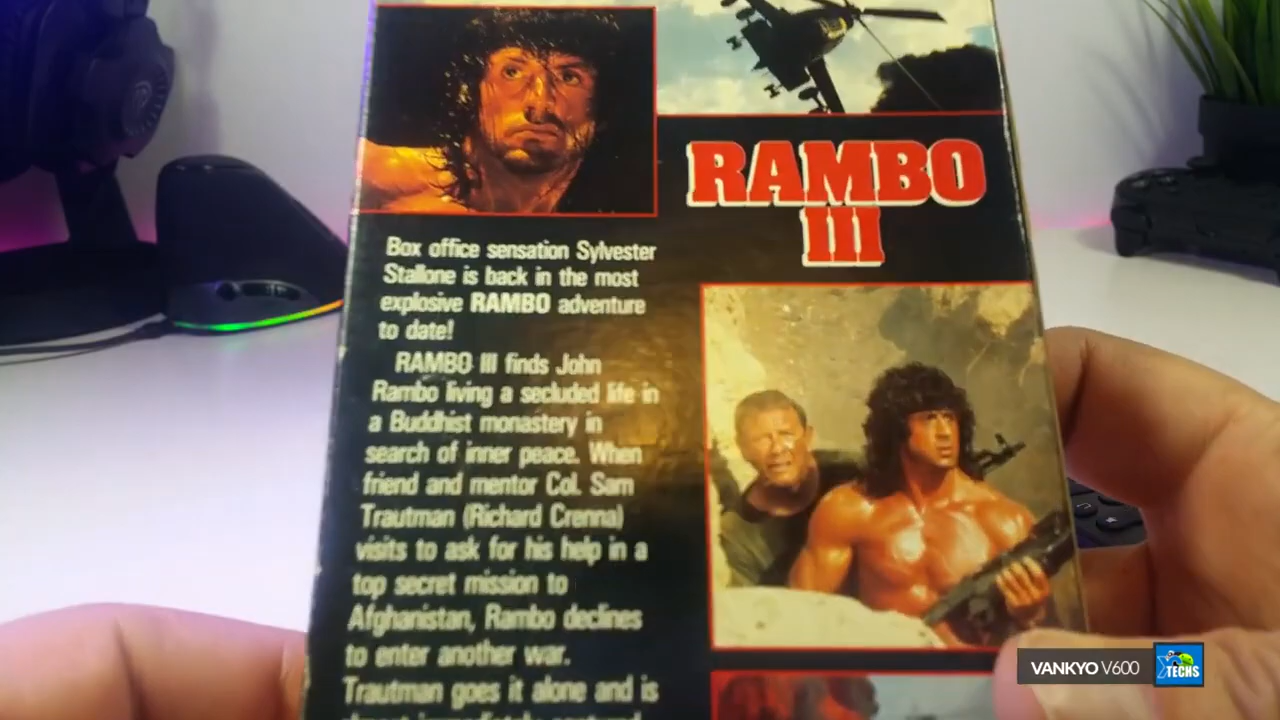 RAMBO
III
Box office sensation Sylvester
Stallone is back in the most
explosive RAMBO adventure
to date!
RAMBO III finds John
Rambo living a secluded life in
a Buddhist monastery in
search of inner peace. When
friend and mentor Col. Sam
Trautman (Richard Crenna)
visits to ask for his help in a
top secret mission to
Afghanistan, Rambo declines
to enter another war.
Trautman goes it alone and is
almost immediately captured
VANKYO V600
TECHS